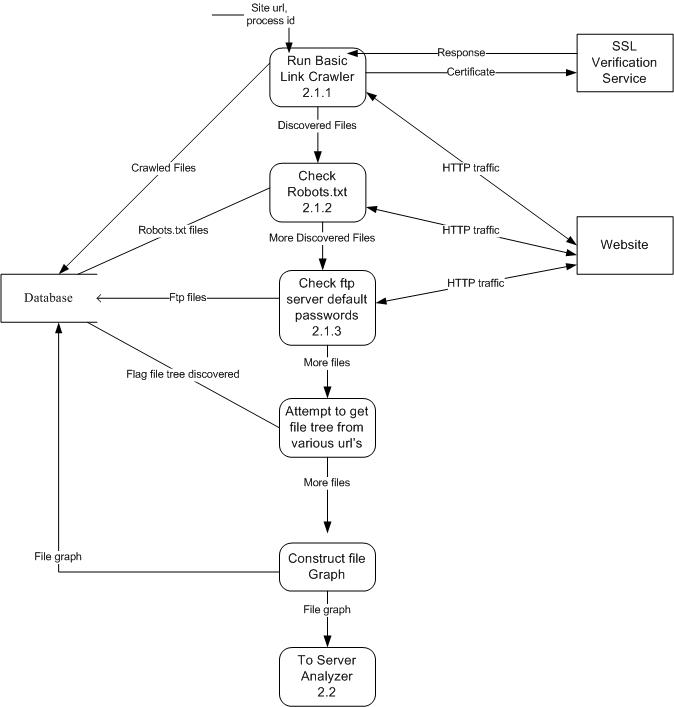 Site url,
process id
Run Basic
Link Crawler
2.1.1
Response
Certificate
SSL
Verification
Service
Discovered Files
Crawled Files
HTTP traffic
Check
Robots.txt
2.1.2
Robots.txt files
HTTP traffic
Website
More Discovered Files
Database
Ftp files
Check ftp
server default
passwords
2.1.3
HTTP traffic
More files
Flag file tree discovered
Attempt to get
file tree from
various url's
More files
File graph
Construct file
Graph
File graph
To Server
Analyzer
2.2